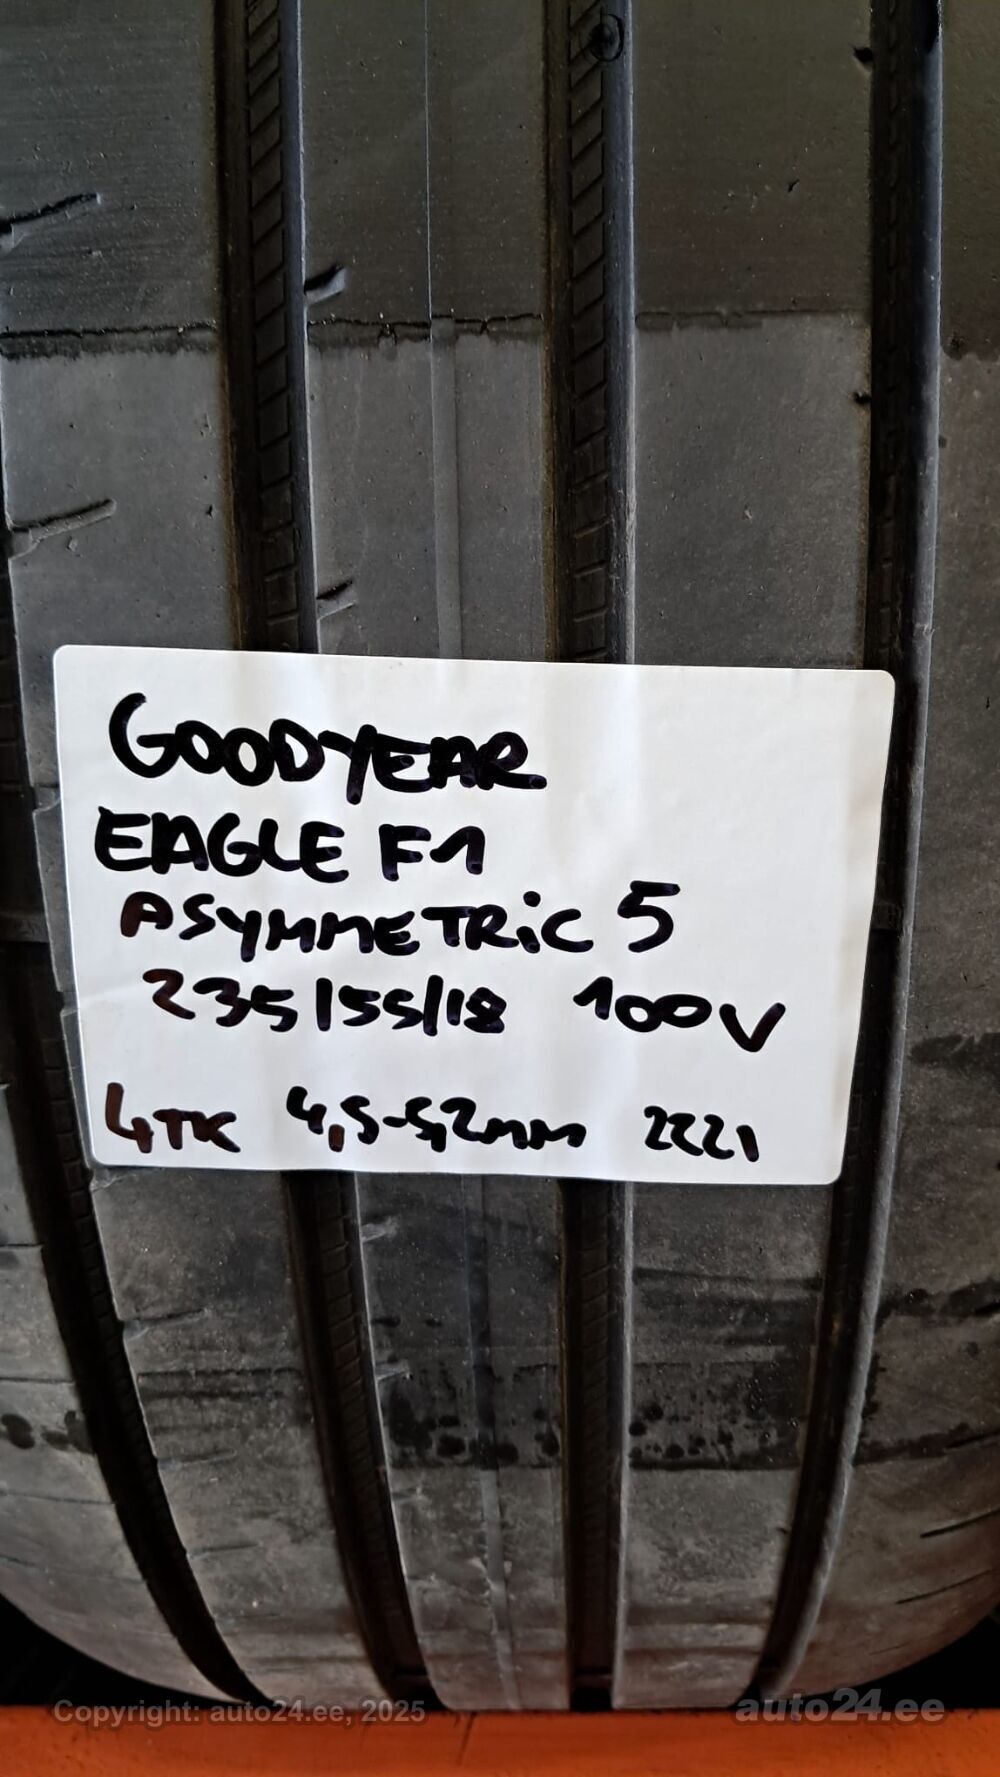 GOODYEAR
EAGLE F1
ASYMMETRiC 5
235/55/18 100V
4TK 4,5-5,2mm 2221
Copyright: auto24.ee, 2025
auto24.ee